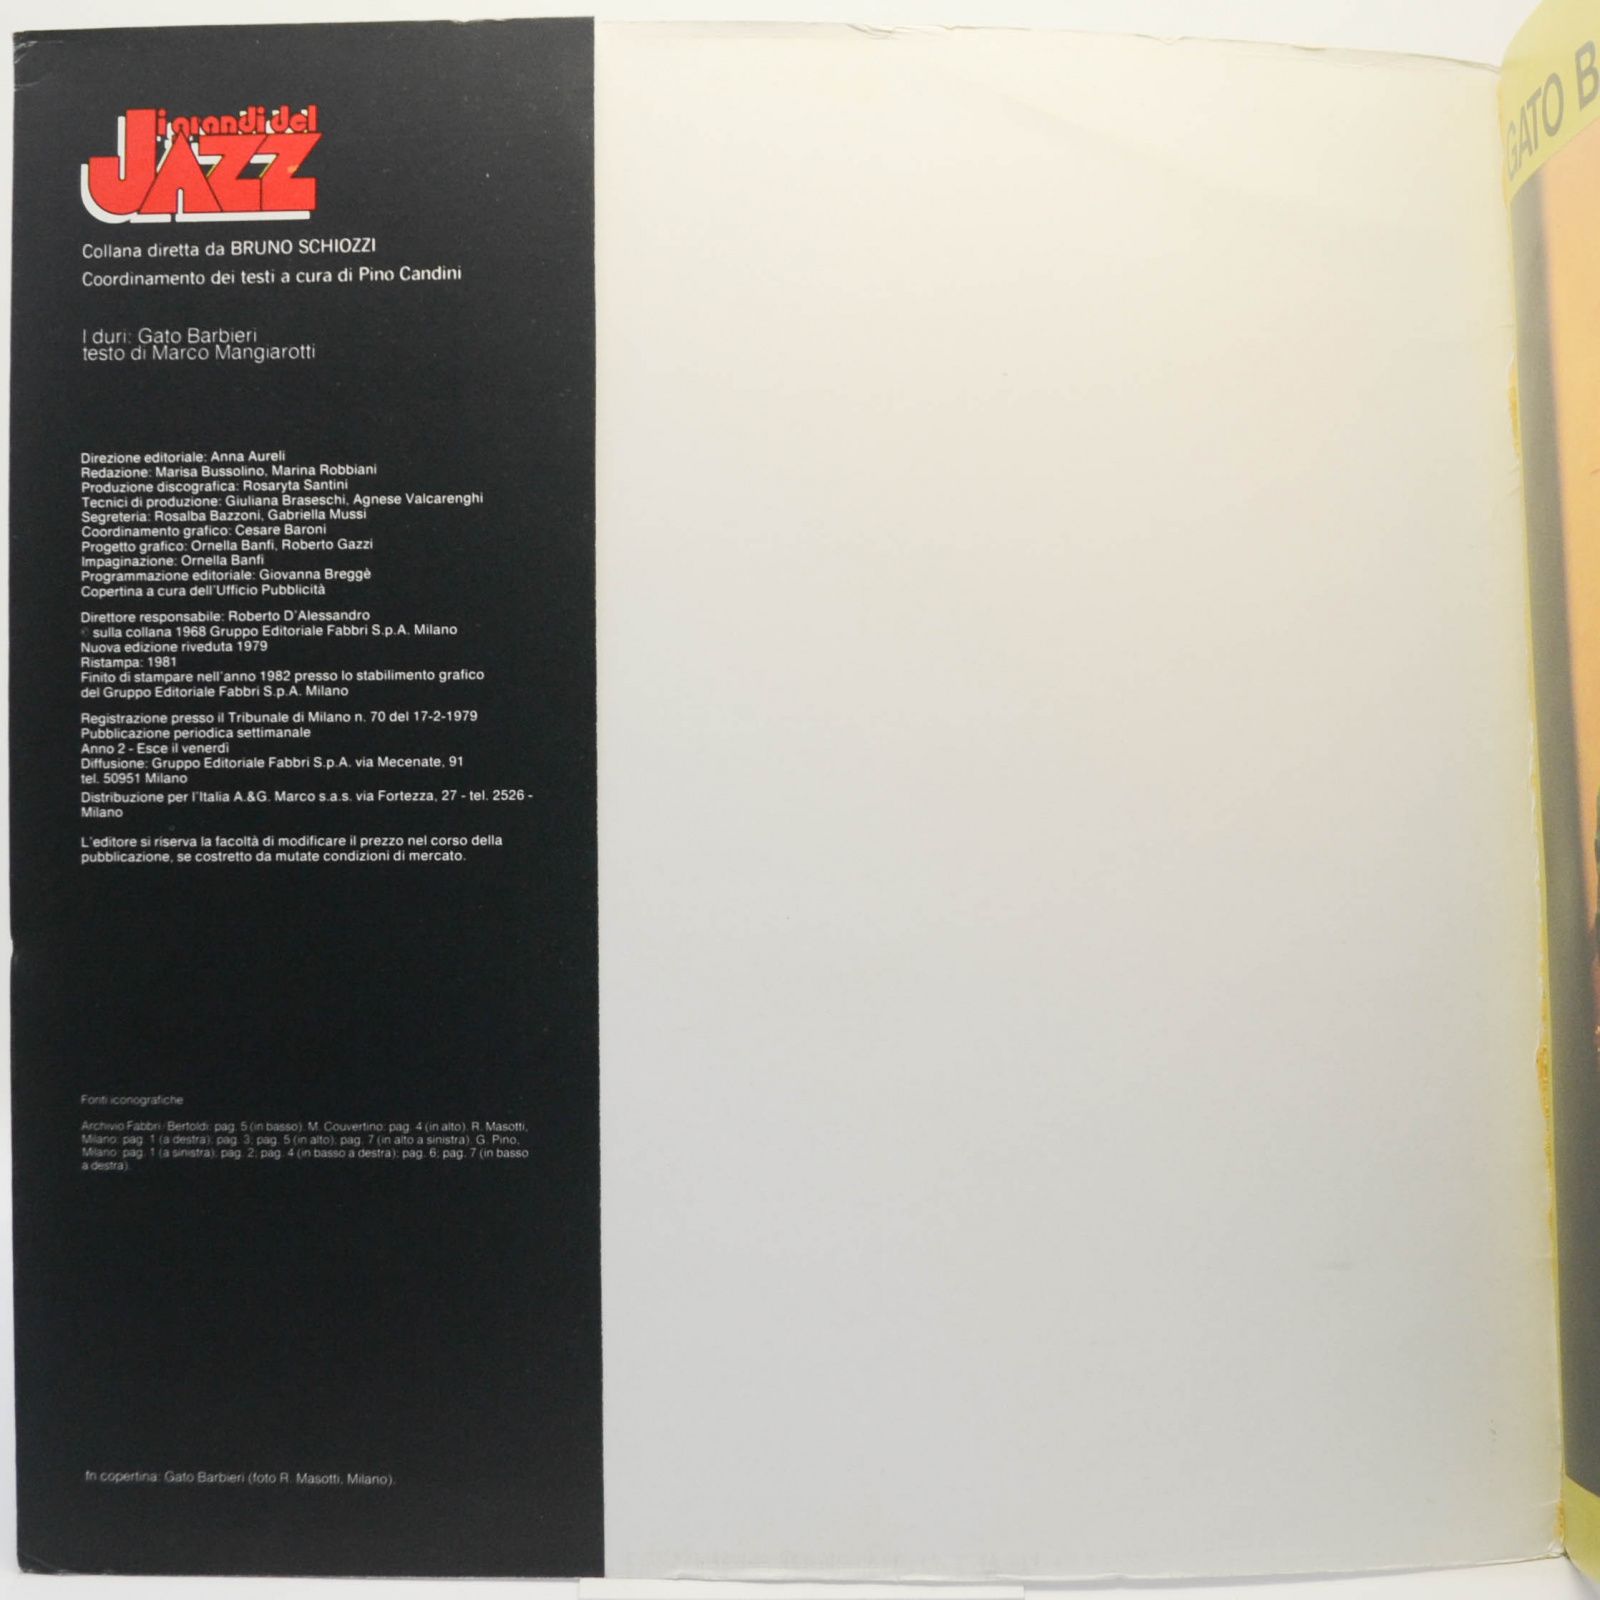 i grandi del
JAZZ
Collana diretta da BRUNO SCHIOZZI
Coordinamento dei testi a cura di Pino Candini
I duri: Gato Barbieri
testo di Marco Mangiarotti
Direzione editoriale: Anna Aureli
Redazione: Marisa Bussolino, Marina Robbiani
Produzione discografica: Rosaryta Santini
Tecnici di produzione: Giuliana Braseschi, Agnese Valcarenghi
Segreteria: Rosalba Bazzoni, Gabriella Mussi
Coordinamento grafico: Cesare Baroni
Progetto grafico: Ornella Banfi, Roberto Gazzi
Impaginazione: Ornella Banfi
Programmazione editoriale: Giovanna Breggè
Copertina a cura dell'Ufficio Pubblicità
Direttore responsabile: Roberto D'Alessandro
© sulla collana 1968 Gruppo Editoriale Fabbri S.p.A. Milano
Nuova edizione riveduta 1979
Ristampa: 1981
Finito di stampare nell'anno 1982 presso lo stabilimento grafico
del Gruppo Editoriale Fabbri S.p.A. Milano
Registrazione presso il Tribunale di Milano n. 70 del 17-2-1979
Pubblicazione periodica settimanale
Anno 2 - Esce il venerdì
Diffusione: Gruppo Editoriale Fabbri S.p.A. via Mecenate, 91
tel. 50951 Milano
Distribuzione per l'Italia A.&G. Marco s.a.s. via Fortezza, 27 - tel. 2526 -
Milano
L'editore si riserva la facoltà di modificare il prezzo nel corso della
pubblicazione, se costretto da mutate condizioni di mercato.
Fonti iconografiche
Archivio Fabbri: Bertoldi: pag. 5 (in basso). M. Couvertino: pag. 4 (in alto). R. Masotti,
Milano: pag. 1 (a destra); pag. 3; pag. 5 (in alto); pag. 7 (in alto a sinistra). G. Pino,
Milano: pag. 1 (a sinistra); pag. 2; pag. 4 (in basso a destra); pag. 6; pag. 7 (in basso
a destra).
In copertina: Gato Barbieri (foto R. Masotti, Milano).
GATO B